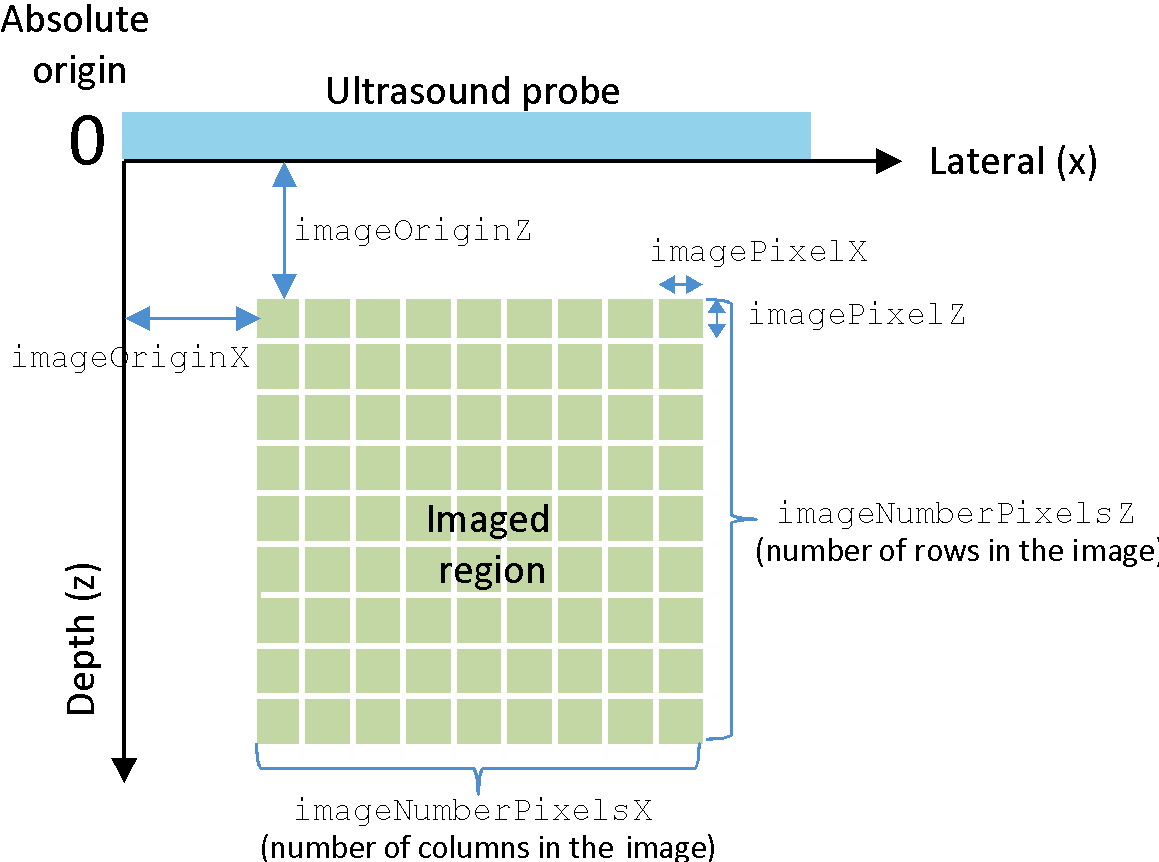 Absolute
origin
Ultrasound probe
0
Lateral (x)
imageOriginZ
imagePixelX
imagePixelZ
imageOriginX
Imaged
region
imageNumberPixelsZ
(number of rows in the image)
Depth (z)
imageNumberPixelsX
(number of columns in the image)